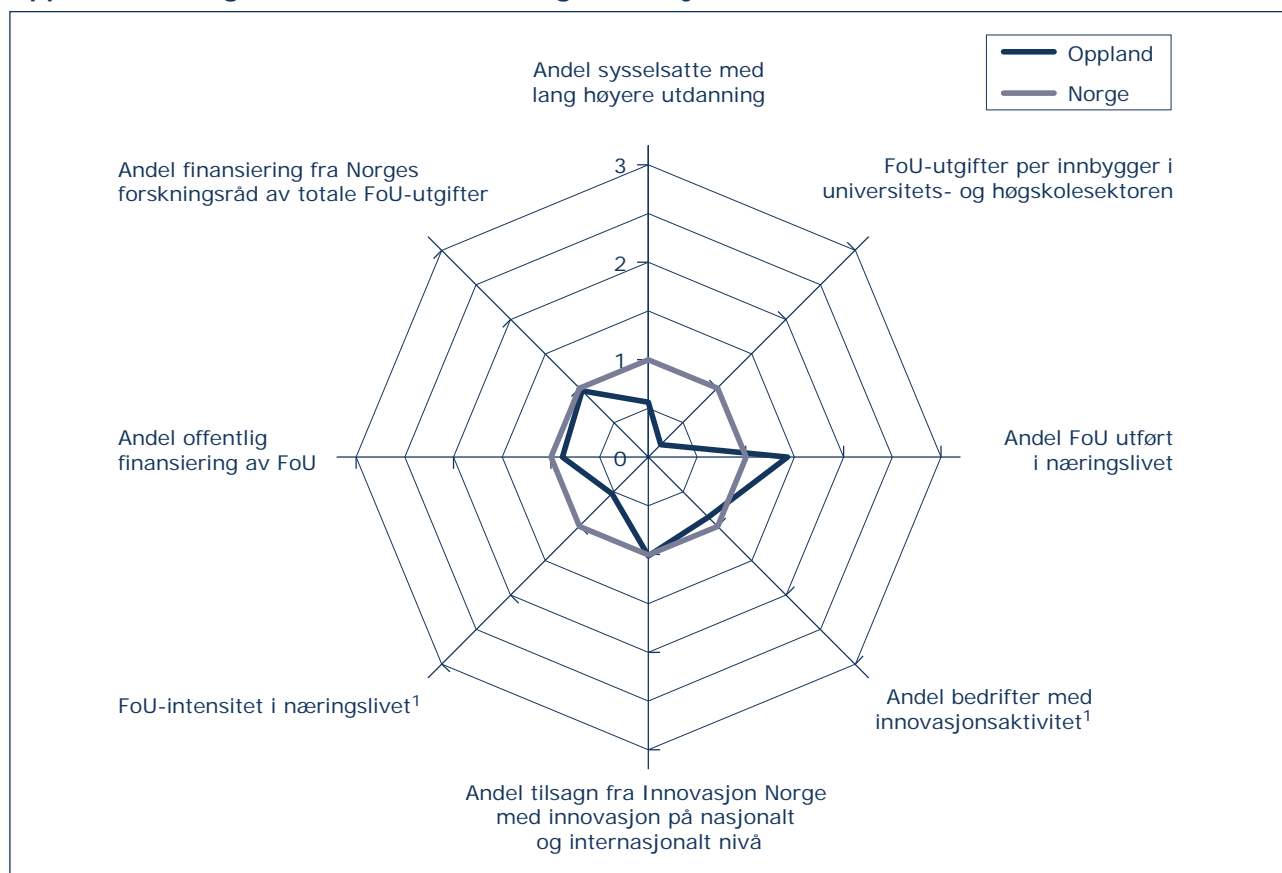 Oppland
Norge
Andel sysselsatte med
lang høyere utdanning
FoU-utgifter per innbygger i
universitets- og høgskolesektoren
Andel FoU utført
i næringslivet
Andel bedrifter med
innovasjonsaktivitet1
Andel tilsagn fra Innovasjon Norge
med innovasjon på nasjonalt
og internasjonalt nivå
FoU-intensitet i næringslivet1
Andel offentlig
finansiering av FoU
Andel finansiering fra Norges
forskningsråd av totale FoU-utgifter
3
2
1
0